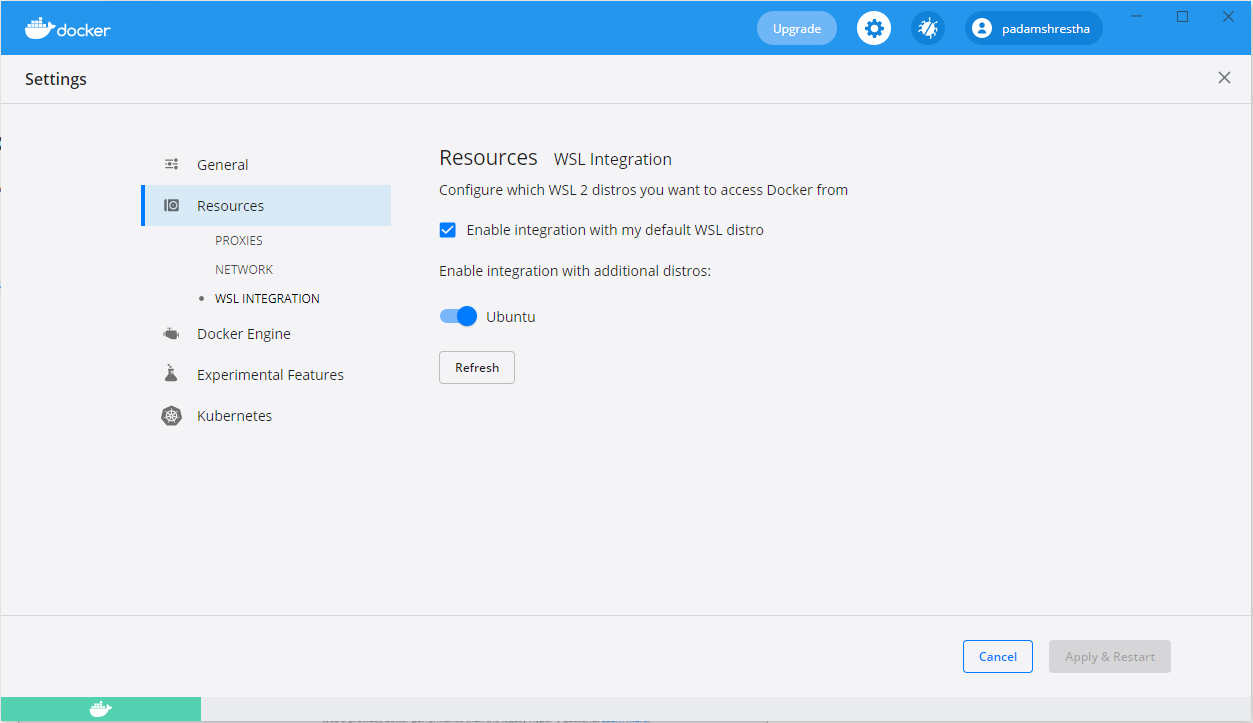 docker
Upgrade
padamshrestha
Settings
General
Resources
PROXIES
NETWORK
WSL INTEGRATION
Docker Engine
Experimental Features
Kubernetes
Resources WSL Integration
Configure which WSL 2 distros you want to access Docker from
Enable integration with my default WSL distro
Enable integration with additional distros:
Ubuntu
Refresh
Cancel
Apply & Restart